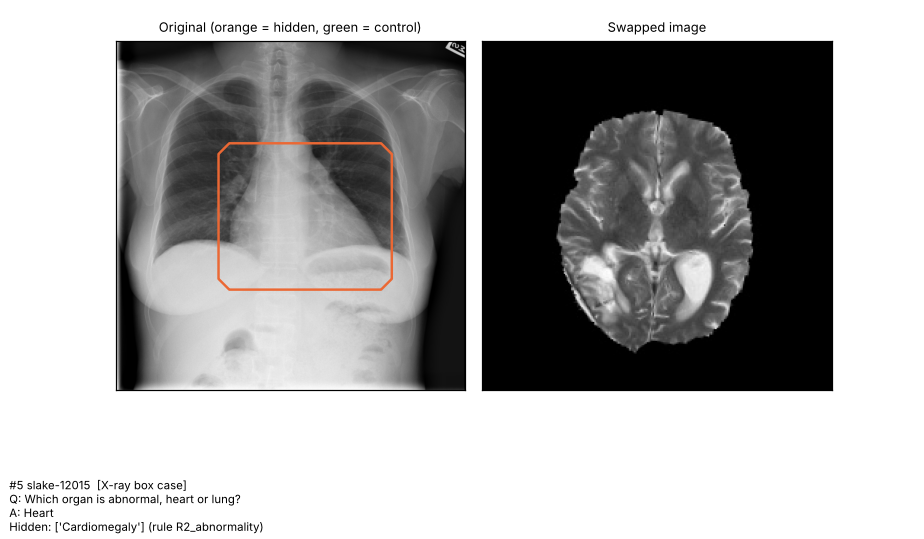 Original (orange = hidden, green = control)
Swapped image
#5 slake-12015  [X-ray box case]
Q: Which organ is abnormal, heart or lung?
A: Heart
Hidden: ['Cardiomegaly'] (rule R2_abnormality)